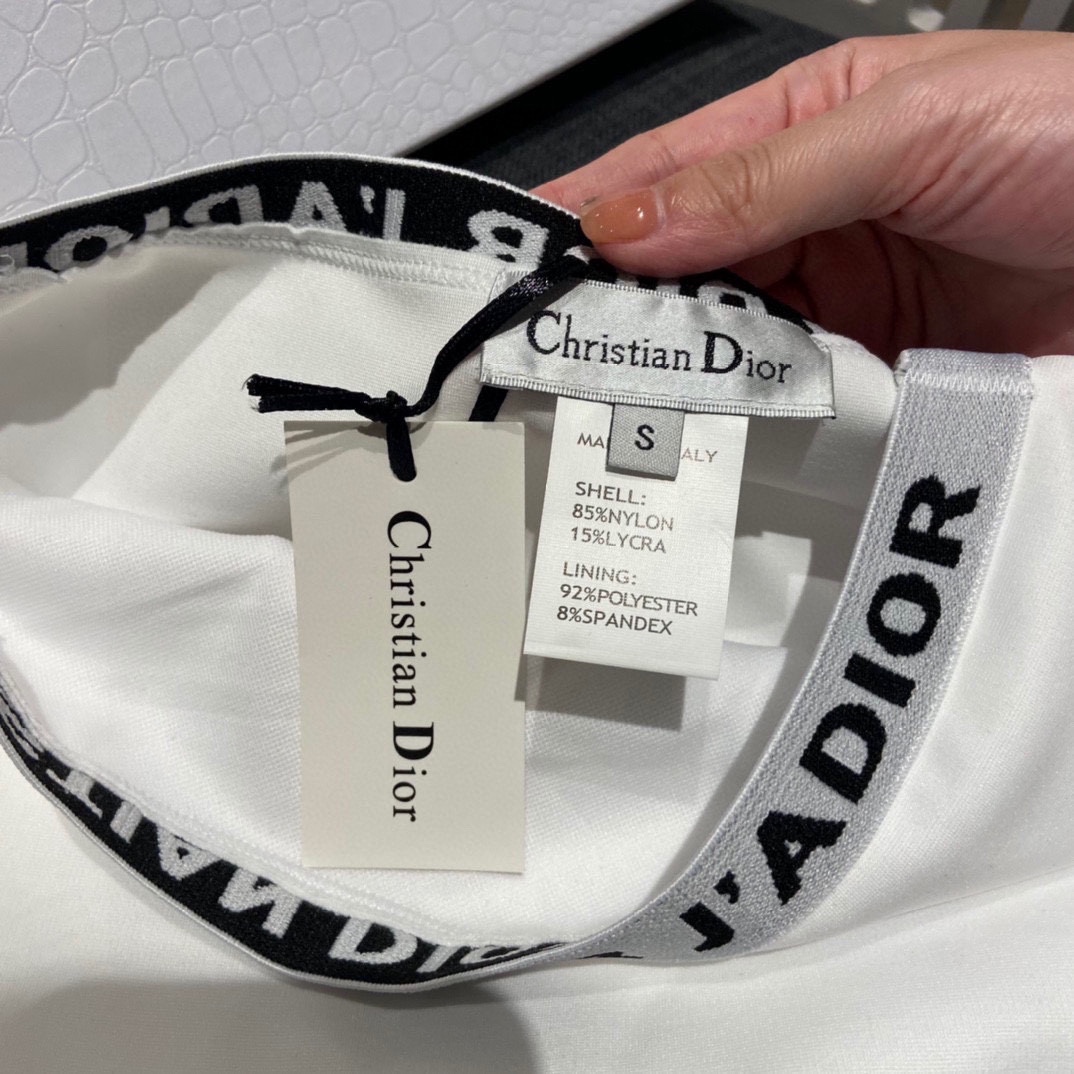 J'ADIOR
Christian Dior
S
MA
ALY
SHELL:
85%NYLON
15%LYCRA
LINING:
92%POLYESTER
8%SPANDEX
Christian Dior
J'ADIOR